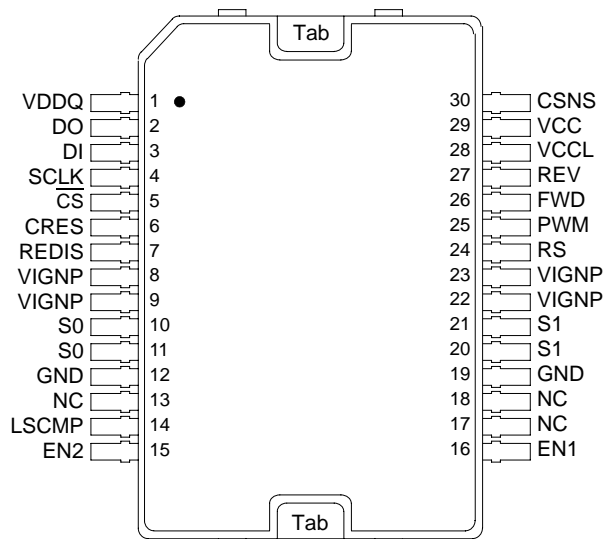 Tab
VDDQ 1 30 CSNS
DO 2 29 VCC
DI 3 28 VCCL
SCLK 4 27 REV
CS 5 26 FWD
CRES 6 25 PWM
REDIS 7 24 RS
VIGNP 8 23 VIGNP
VIGNP 9 22 VIGNP
S0 10 21 S1
S0 11 20 S1
GND 12 19 GND
NC 13 18 NC
LSCMP 14 17 NC
EN2 15 16 EN1
Tab